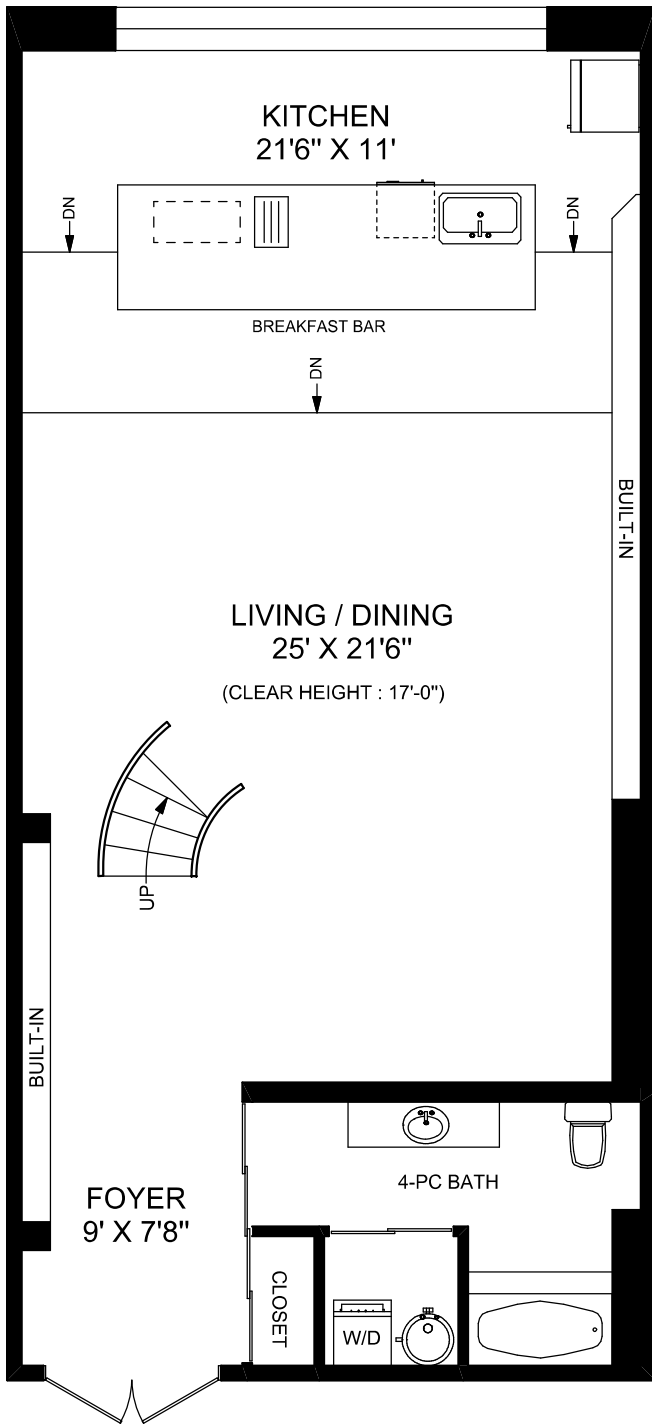 KITCHEN
21'6" X 11'
DN
DN
BREAKFAST BAR
DN
BUILT-IN
LIVING / DINING
25' X 21'6"
(CLEAR HEIGHT : 17'-0")
UP
BUILT-IN
4-PC BATH
FOYER
9' X 7'8"
CLOSET
W/D